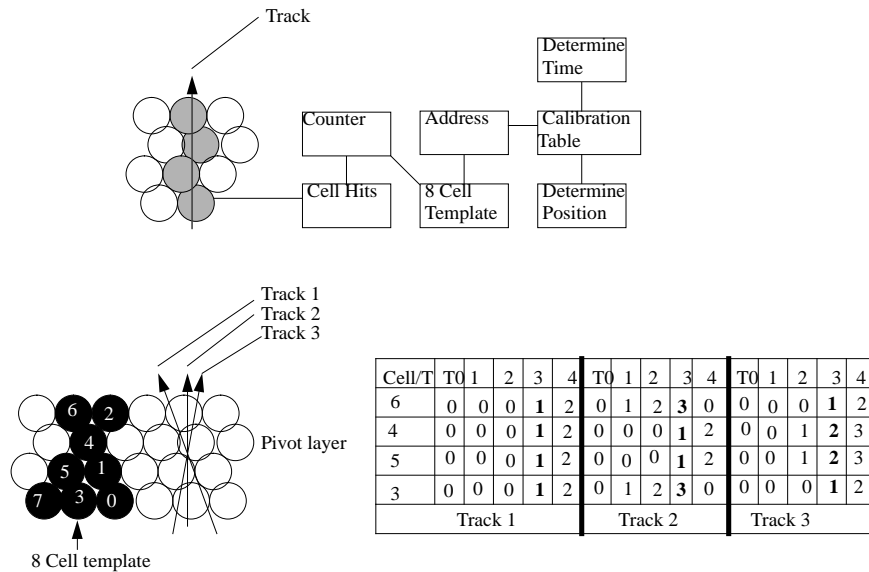 Track
Determine
Time
Counter
Address
Calibration
Table
Cell Hits
8 Cell
Template
Determine
Position
Track 1
Track 2
Track 3
6 2
4
5 1
7 3 0
Pivot layer
8 Cell template
Cell/T T0 1 2 3 4 T0 1 2 3 4 T0 1 2 3 4
6 0 0 0 1 2 0 1 2 3 0 0 0 0 1 2
4 0 0 0 1 2 0 0 0 1 2 0 0 1 2 3
5 0 0 0 1 2 0 0 0 1 2 0 0 1 2 3
3 0 0 0 1 2 0 1 2 3 0 0 0 0 1 2
Track 1 Track 2 Track 3